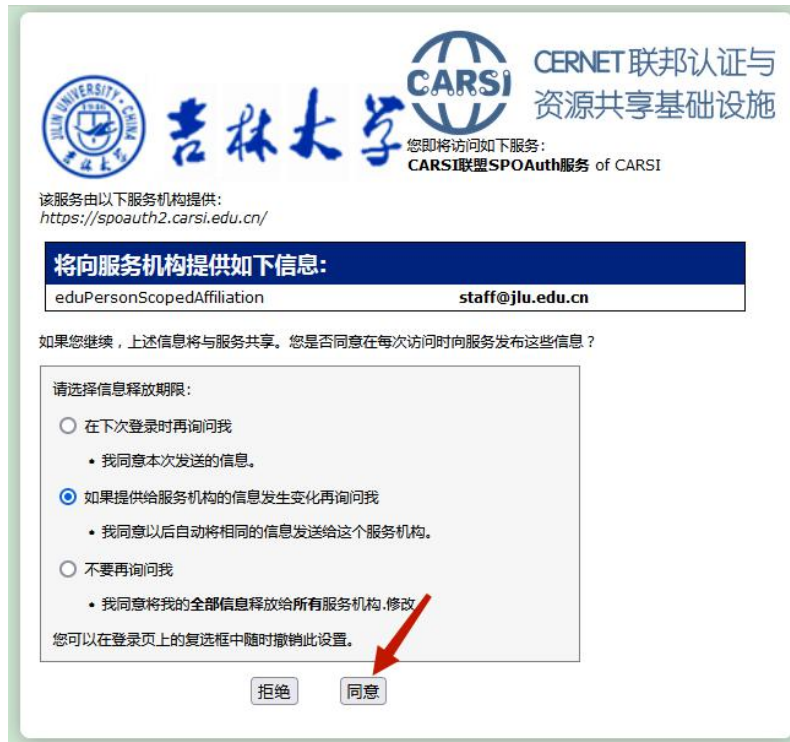 JILIN UNIVERSITY·CHINA
1946
吉林大学
吉林大学
CARSI
CERNET联邦认证与
资源共享基础设施
您即将访问如下服务:
CARSI联盟SPOAuth服务 of CARSI
该服务由以下服务机构提供:
https://spoauth2.carsi.edu.cn/
将向服务机构提供如下信息:
eduPersonScopedAffiliation staff@jlu.edu.cn
如果您继续，上述信息将与服务共享。您是否同意在每次访问时向服务发布这些信息？
请选择信息释放期限:
在下次登录时再询问我
• 我同意本次发送的信息。
如果提供给服务机构的信息发生变化再询问我
• 我同意以后自动将相同的信息发送给这个服务机构。
不要再询问我
• 我同意将我的全部信息释放给所有服务机构.修改
您可以在登录页上的复选框中随时撤销此设置。
拒绝 同意